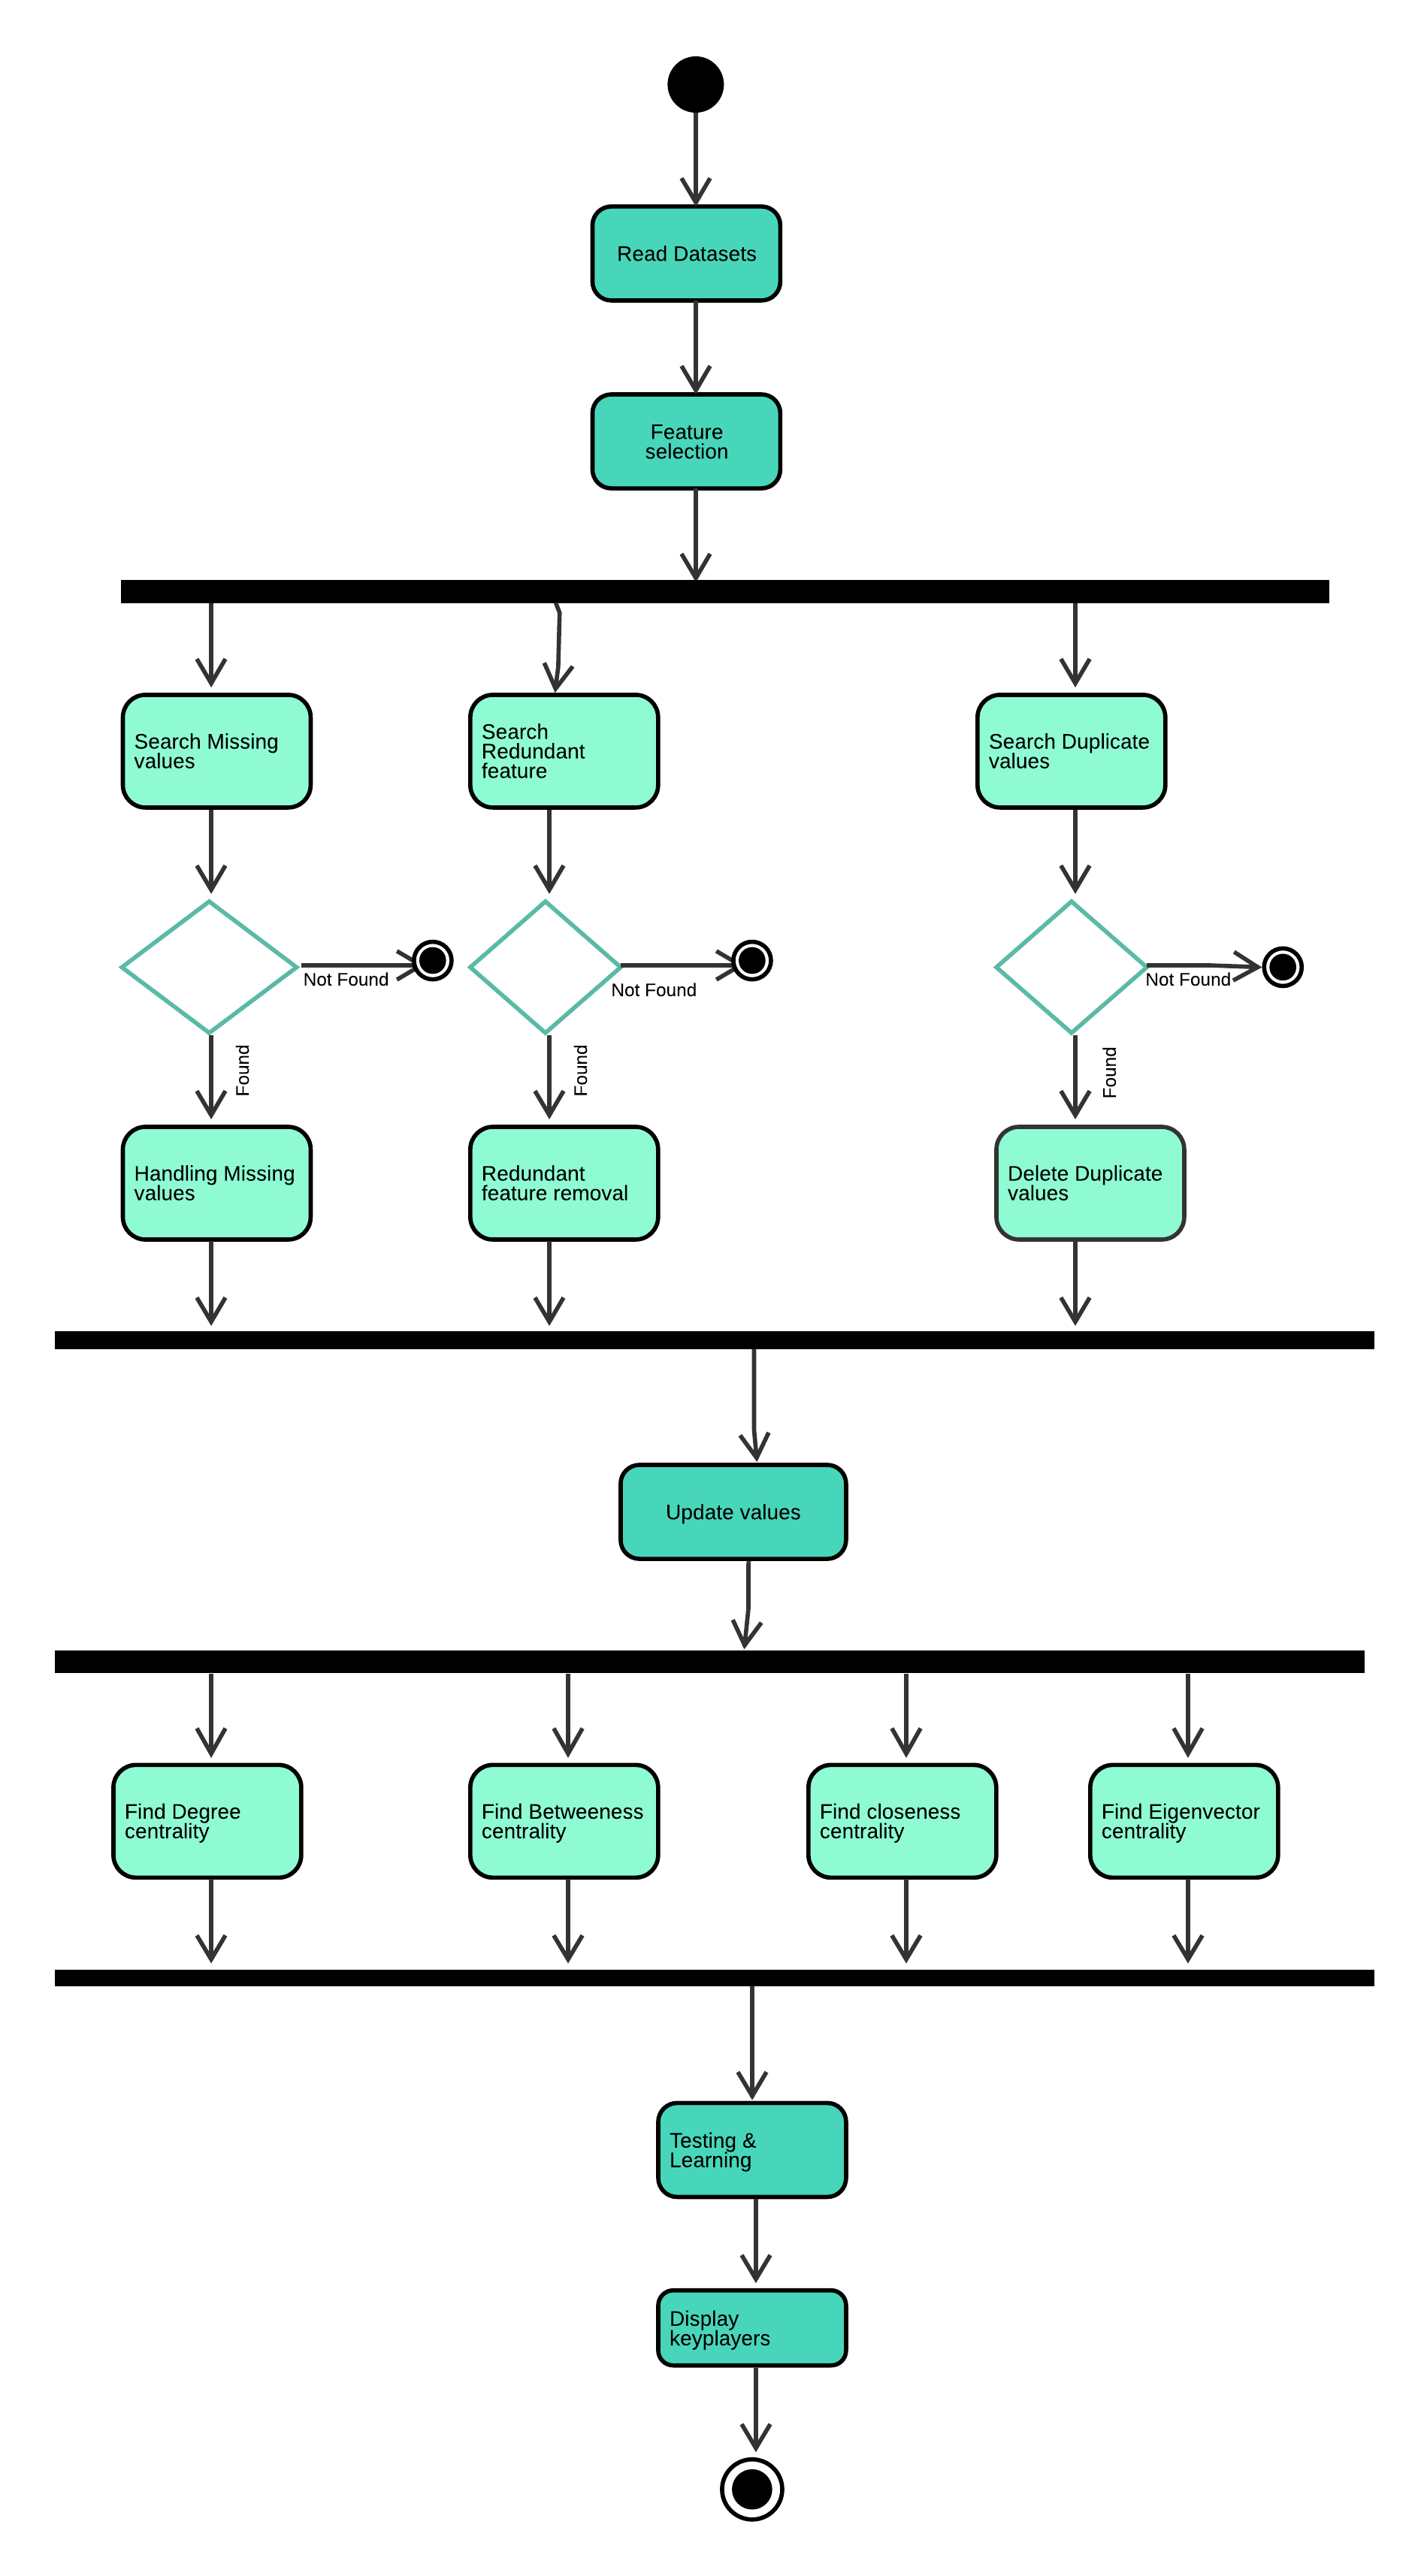 Read Datasets
Feature
selection
Search Missing
values
Search
Redundant
feature
Search Duplicate
values
Not Found
Not Found
Not Found
Found
Found
Found
Handling Missing
values
Redundant
feature removal
Delete Duplicate
values
Update values
Find Degree
centrality
Find Betweeness
centrality
Find closeness
centrality
Find Eigenvector
centrality
Testing &
Learning
Display
keyplayers